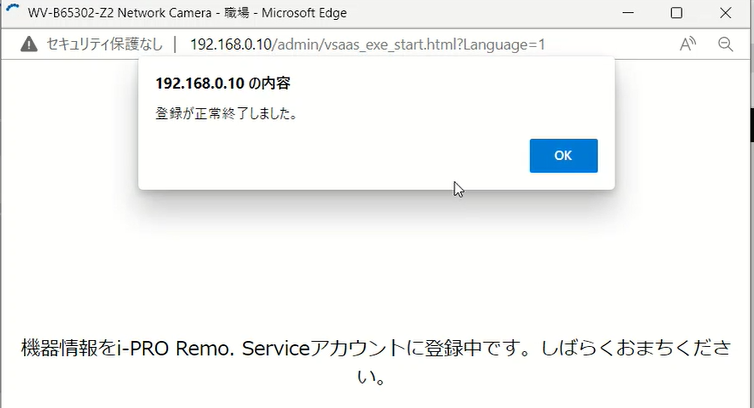 WV-B65302-Z2 Network Camera - 職場 - Microsoft Edge
セキュリティ保護なし | 192.168.0.10/admin/vsaas_exe_start.html?Language=1
192.168.0.10 の内容
登録が正常終了しました。
OK
機器情報をi-PRO Remo. Serviceアカウントに登録中です。しばらくおまちくださ
い。